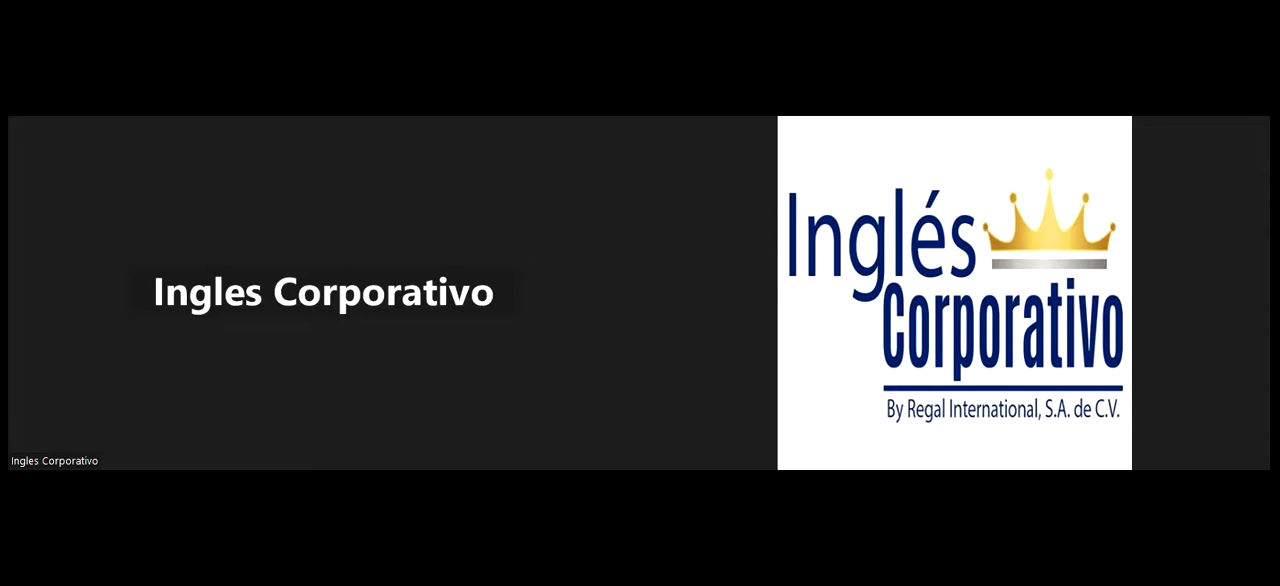 Ingles Corporativo
Ingles Corporativo
Inglés
Corporativo
By Regal International, S.A. de C.V.